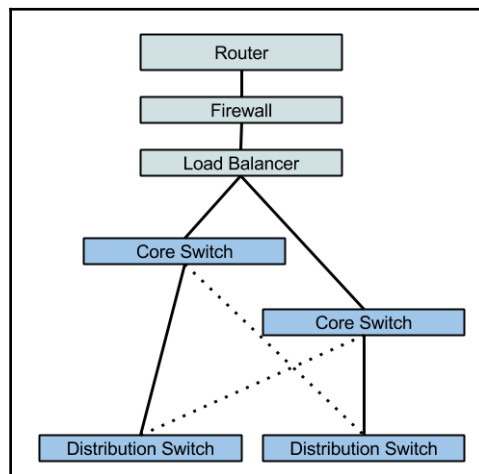 Router
Firewall
Load Balancer
Core Switch
Core Switch
Distribution Switch
Distribution Switch